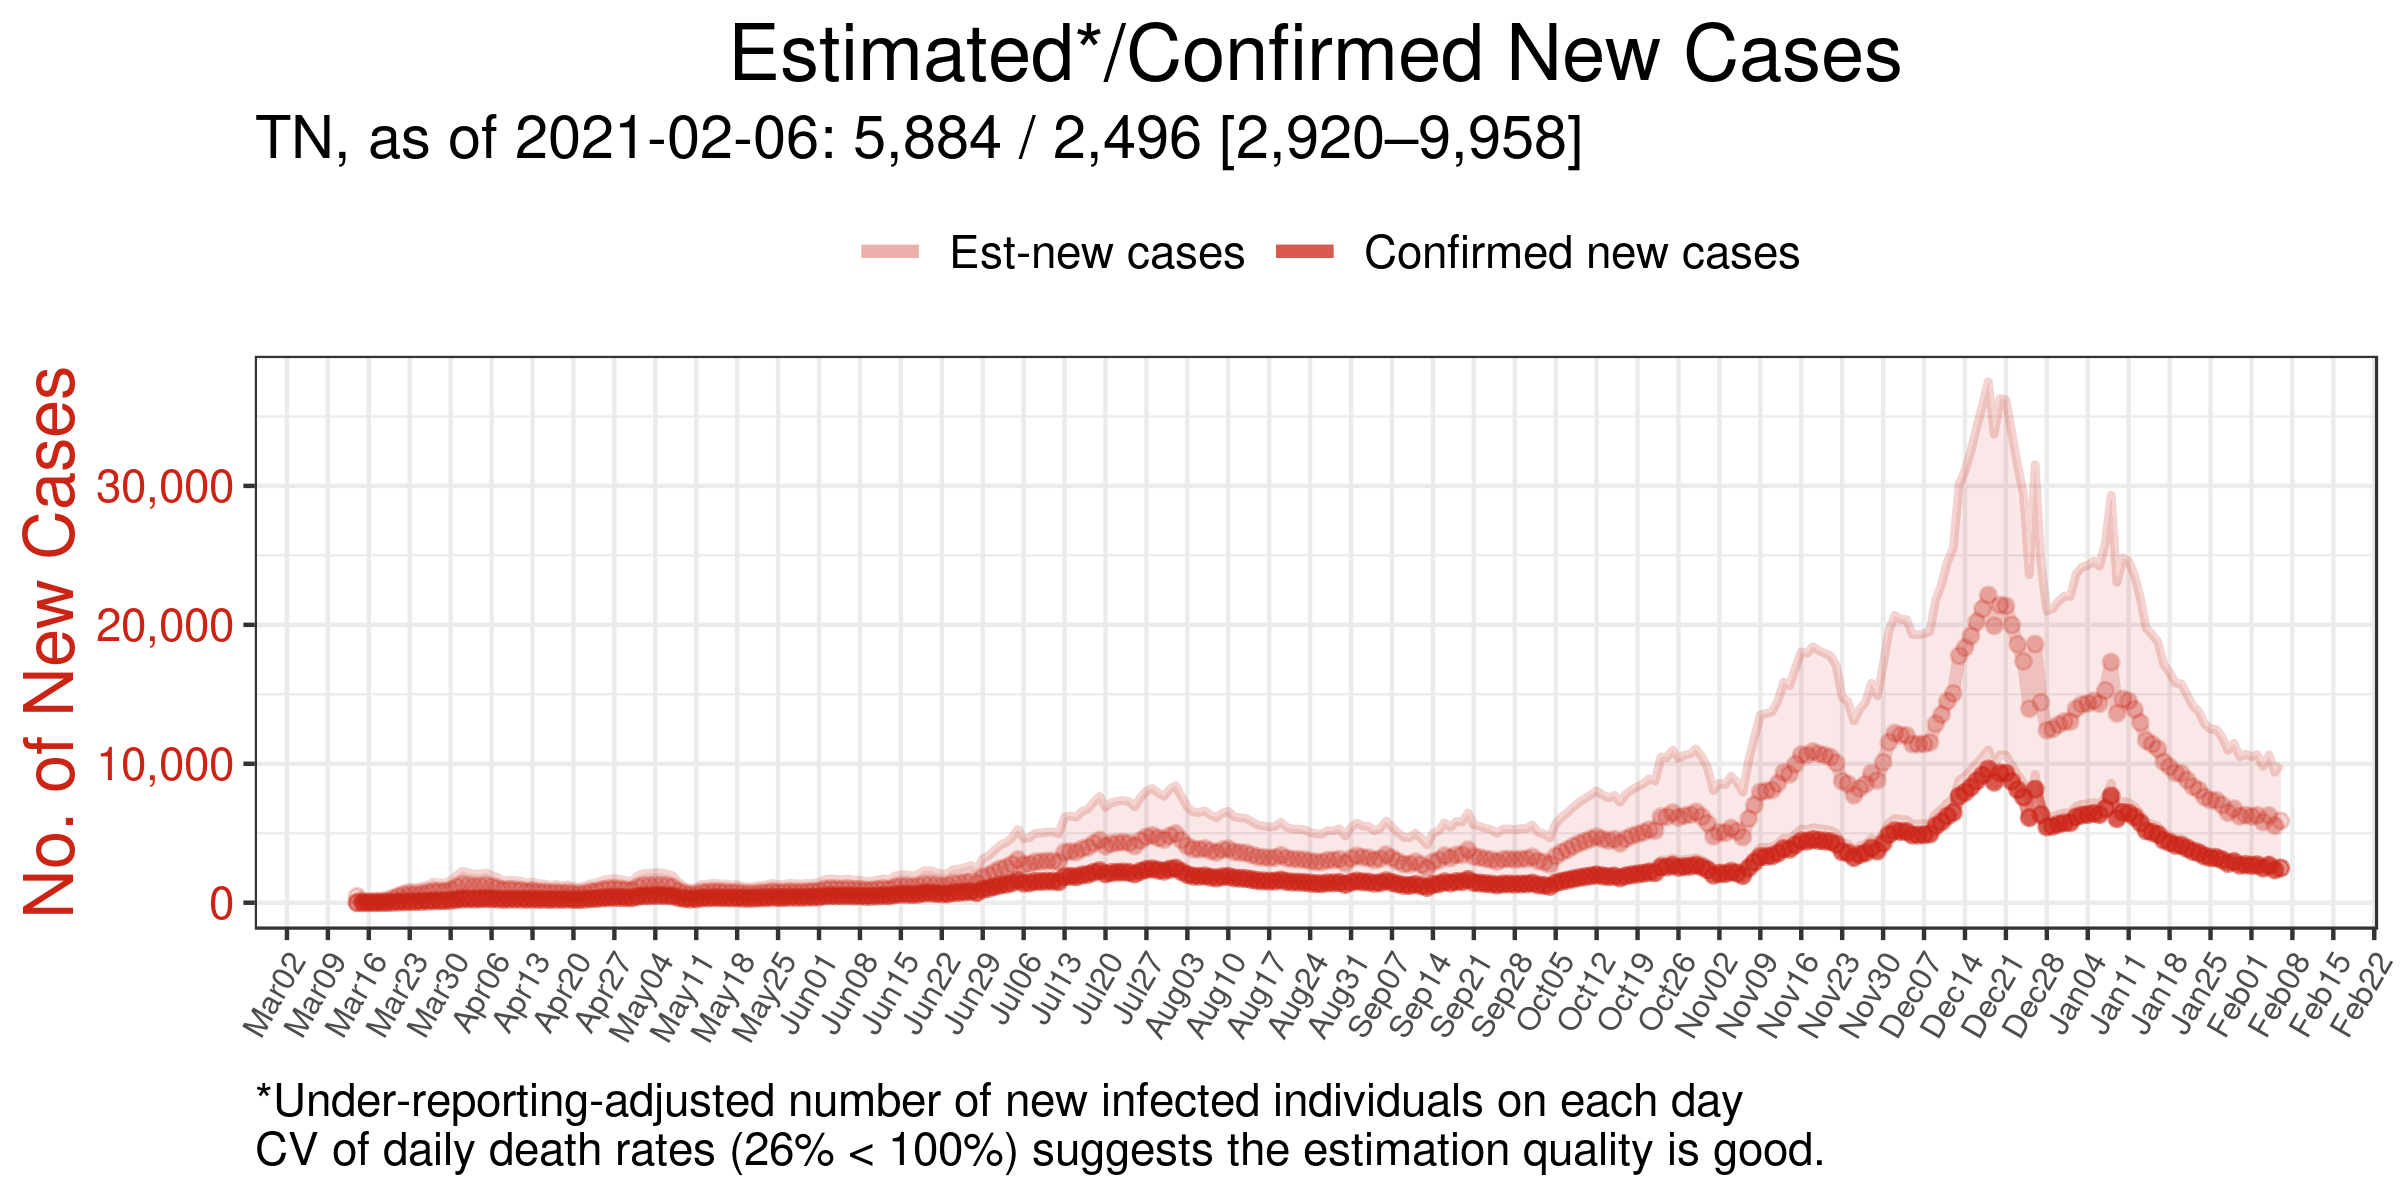 Estimated*/Confirmed New Cases
TN, as of 2021-02-06: 5,884 / 2,496 [2,920–9,958]
Est-new cases Confirmed new cases
No. of New Cases
30,000
20,000
10,000
0
Mar02 Mar09 Mar16 Mar23 Mar30 Apr06 Apr13 Apr20 Apr27 May04 May11 May18 May25 Jun01 Jun08 Jun15 Jun22 Jun29 Jul06 Jul13 Jul20 Jul27 Aug03 Aug10 Aug17 Aug24 Aug31 Sep07 Sep14 Sep21 Sep28 Oct05 Oct12 Oct19 Oct26 Nov02 Nov09 Nov16 Nov23 Nov30 Dec07 Dec14 Dec21 Dec28 Jan04 Jan11 Jan18 Jan25 Feb01 Feb08 Feb15 Feb22
*Under-reporting-adjusted number of new infected individuals on each day
CV of daily death rates (26% < 100%) suggests the estimation quality is good.